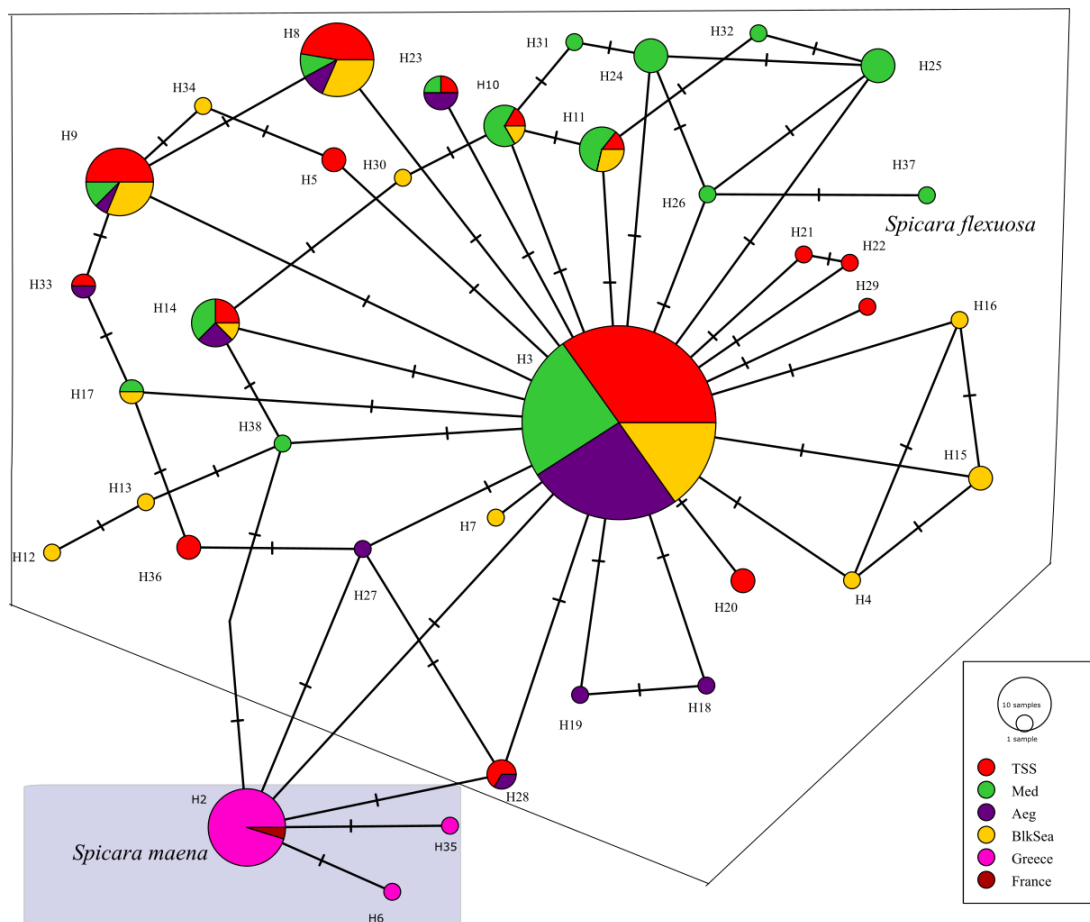 H8
H23
H31
H32
H24
H25
H34
H10
H11
H9
H30
H5
H26
H37
Spicara flexuosa
H21
H22
H29
H33
H14
H16
H3
H17
H38
H15
H13
H7
H12
H36
H27
H20
H4
H19
H18
H28
H2
Spicara maena
H35
H6
10 samples
1 sample
TSS
Med
Aeg
BlkSea
Greece
France